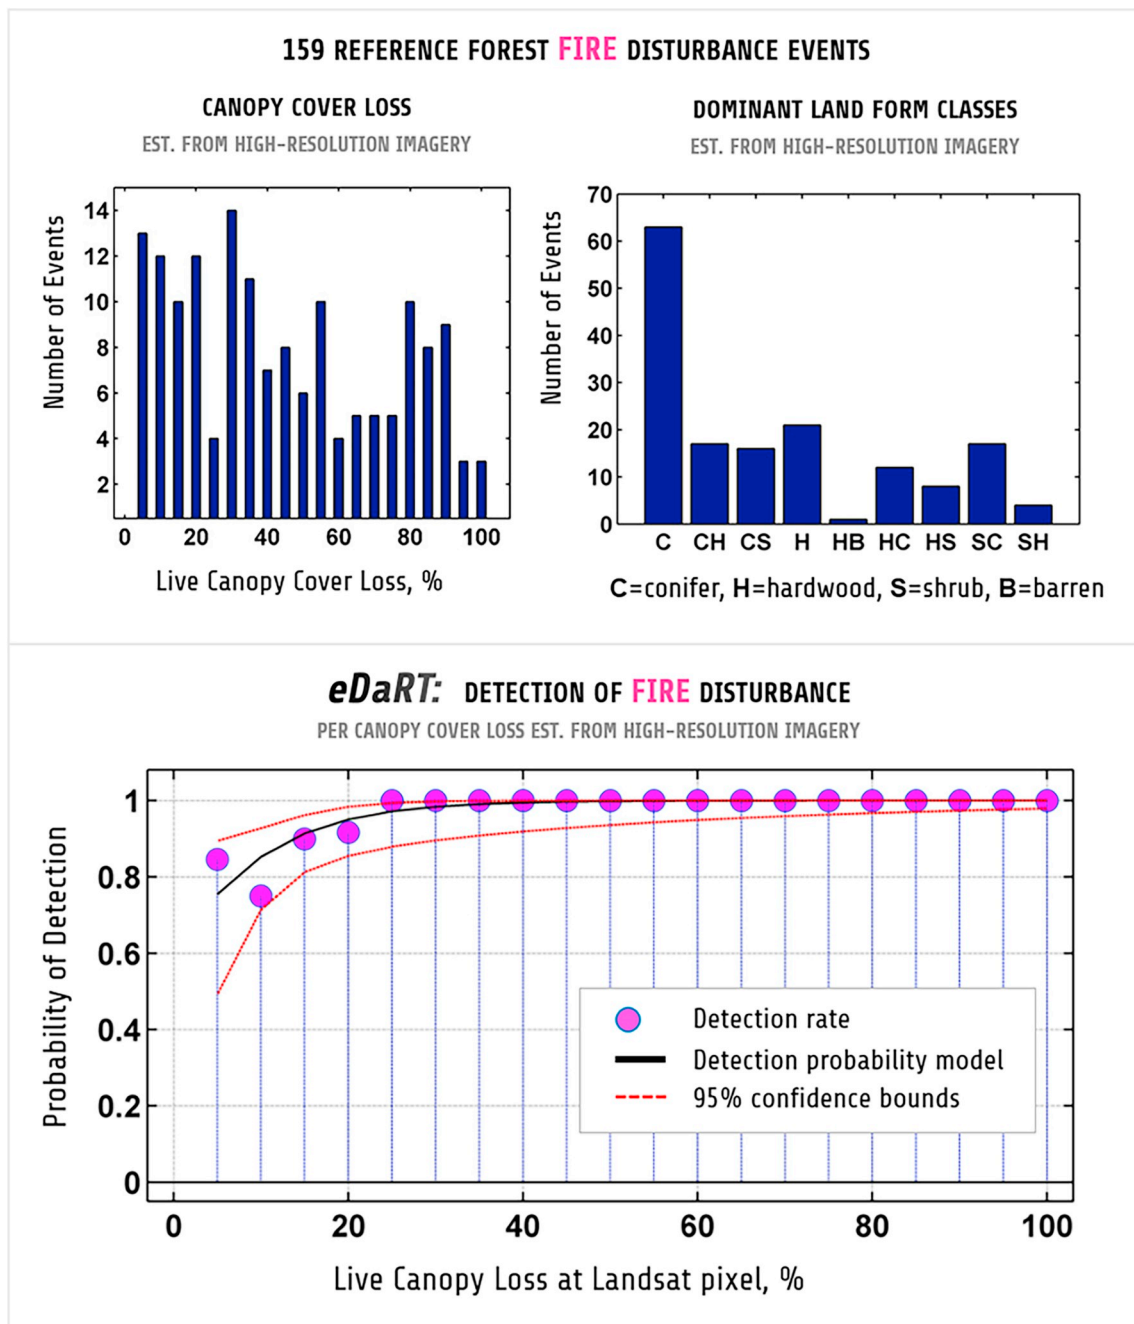 159 REFERENCE FOREST FIRE DISTURBANCE EVENTS
CANOPY COVER LOSS
EST. FROM HIGH-RESOLUTION IMAGERY
Number of Events
14
12
10
8
6
4
2
0 20 40 60 80 100
Live Canopy Cover Loss, %
DOMINANT LAND FORM CLASSES
EST. FROM HIGH-RESOLUTION IMAGERY
Number of Events
70
60
50
40
30
20
10
0
C CH CS H HB HC HS SC SH
C=conifer, H=hardwood, S=shrub, B=barren
eDaRT: DETECTION OF FIRE DISTURBANCE
PER CANOPY COVER LOSS EST. FROM HIGH-RESOLUTION IMAGERY
Probability of Detection
1
0.8
0.6
0.4
0.2
0
Detection rate
Detection probability model
95% confidence bounds
0 20 40 60 80 100
Live Canopy Loss at Landsat pixel, %